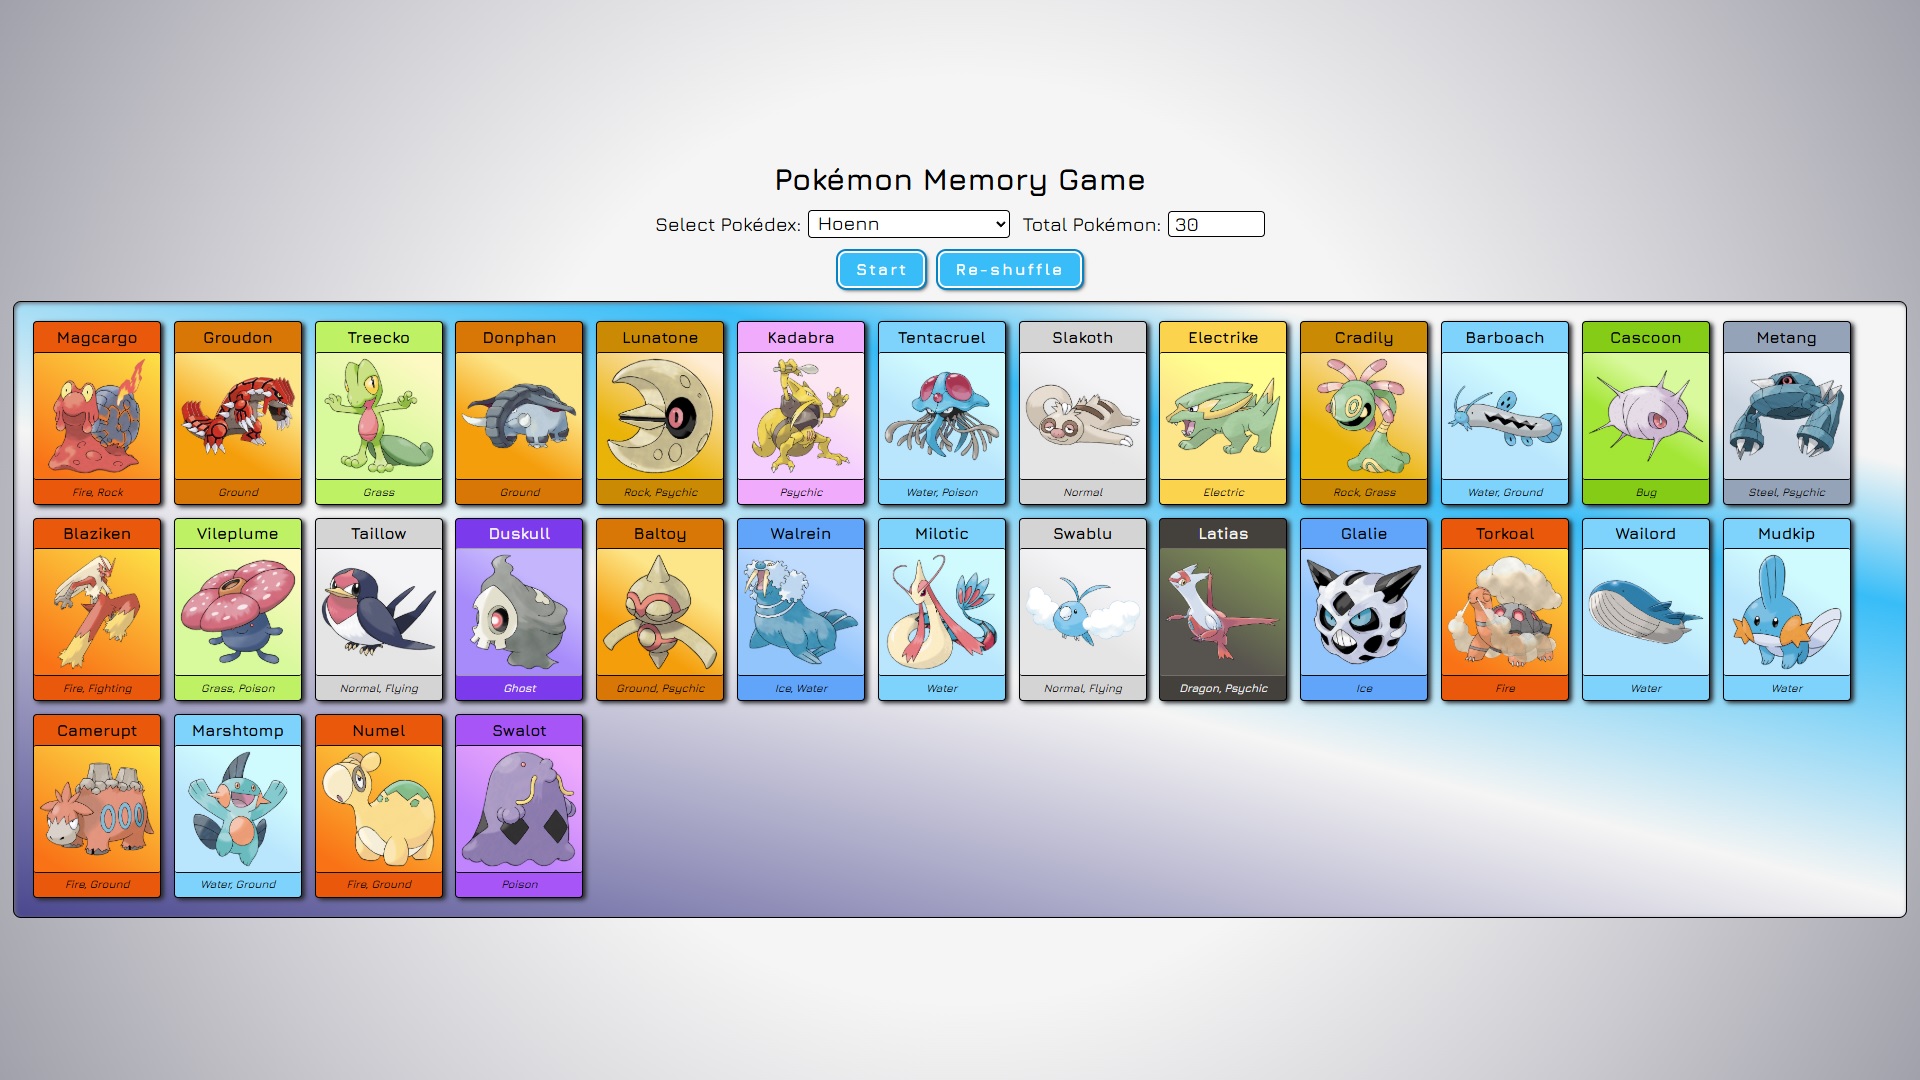 Pokémon Memory Game
Select Pokédex: Hoenn Total Pokémon: 30
Start Re-shuffle
Magcargo Groudon Treecko Donphan Lunatone Kadabra Tentacruel Slakoth Electrike Cradily Barboach Cascoon Metang
Fire, Rock Ground Grass Ground Rock, Psychic Psychic Water, Poison Normal Electric Rock, Grass Water, Ground Bug Steel, Psychic
Blaziken Vileplume Taillow Duskull Baltoy Walrein Milotic Swablu Latias Glalie Torkoal Wailord Mudkip
Fire, Fighting Grass, Poison Normal, Flying Ghost Ground, Psychic Ice, Water Water Normal, Flying Dragon, Psychic Ice Fire Water Water
Camerupt Marshtomp Numel Swalot
Fire, Ground Water, Ground Fire, Ground Poison